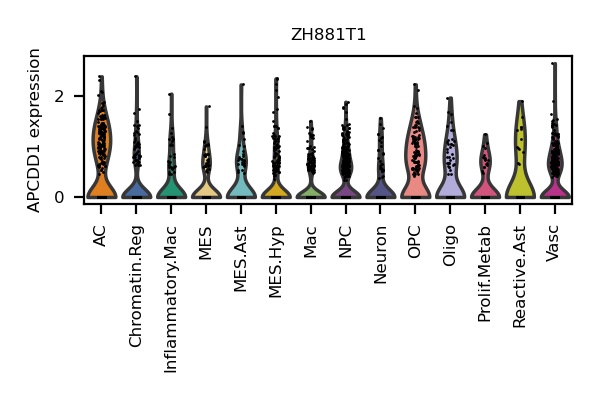 ZH881T1
APCDD1 expression
2
0
AC
Chromatin.Reg
Inflammatory.Mac
MES
MES.Ast
MES.Hyp
Mac
NPC
Neuron
OPC
Oligo
Prolif.Metab
Reactive.Ast
Vasc